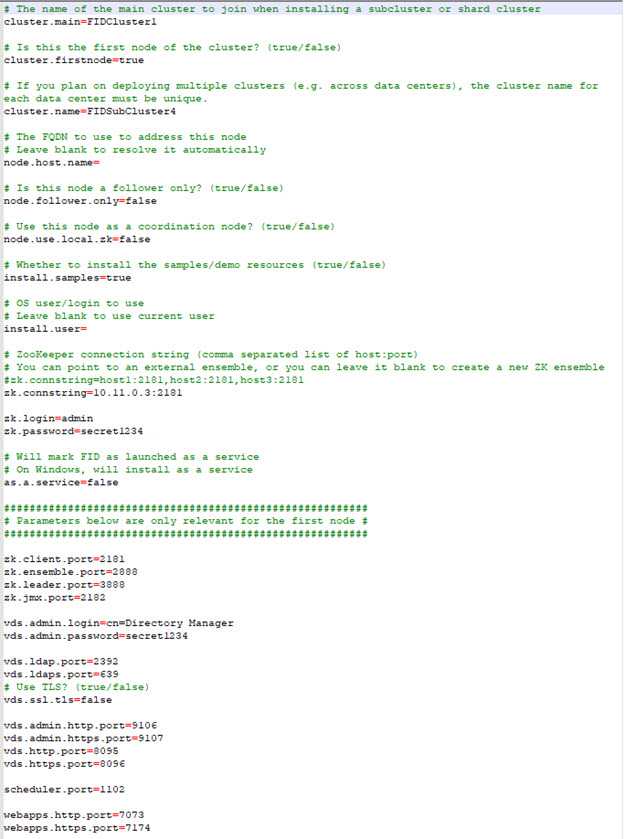 # The name of the main cluster to join when installing a subcluster or shard cluster
cluster.main=FIDCluster1
# Is this the first node of the cluster? (true/false)
cluster.firstnode=true
# If you plan on deploying multiple clusters (e.g. across data centers), the cluster name for
each data center must be unique.
cluster.name=FIDSubCluster4
# The FQDN to use to address this node
# Leave blank to resolve it automatically
node.host.name=
# Is this node a follower only? (true/false)
node.follower.only=false
# Use this node as a coordination node? (true/false)
node.use.local.zk=false
# Whether to install the samples/demo resources (true/false)
install.samples=true
# OS user/login to use
# Leave blank to use current user
install.user=
# ZooKeeper connection string (comma separated list of host:port)
# You can point to an external ensemble, or you can leave it blank to create a new ZK ensemble
#zk.connstring=host1:2181,host2:2181,host3:2181
zk.connstring=10.11.0.3:2181
zk.login=admin
zk.password=secret1234
# Will mark FID as launched as a service
# On Windows, will install as a service
as.a.service=false
#########################################################
# Parameters below are only relevant for the first node #
#########################################################
zk.client.port=2181
zk.ensemble.port=2888
zk.leader.port=3888
zk.jmx.port=2182
vds.admin.login=cn=Directory Manager
vds.admin.password=secret1234
vds.ldap.port=2392
vds.ldaps.port=639
# Use TLS? (true/false)
vds.ssl.tls=false
vds.admin.http.port=9106
vds.admin.https.port=9107
vds.http.port=8095
vds.https.port=8096
scheduler.port=1102
webapps.http.port=7073
webapps.https.port=7174